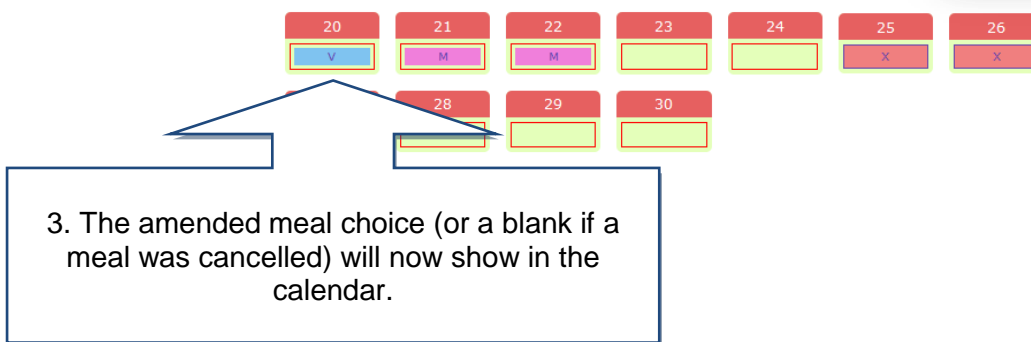 20 21 22 23 24 25 26
V M M X X
28 29 30
3. The amended meal choice (or a blank if a
meal was cancelled) will now show in the
calendar.